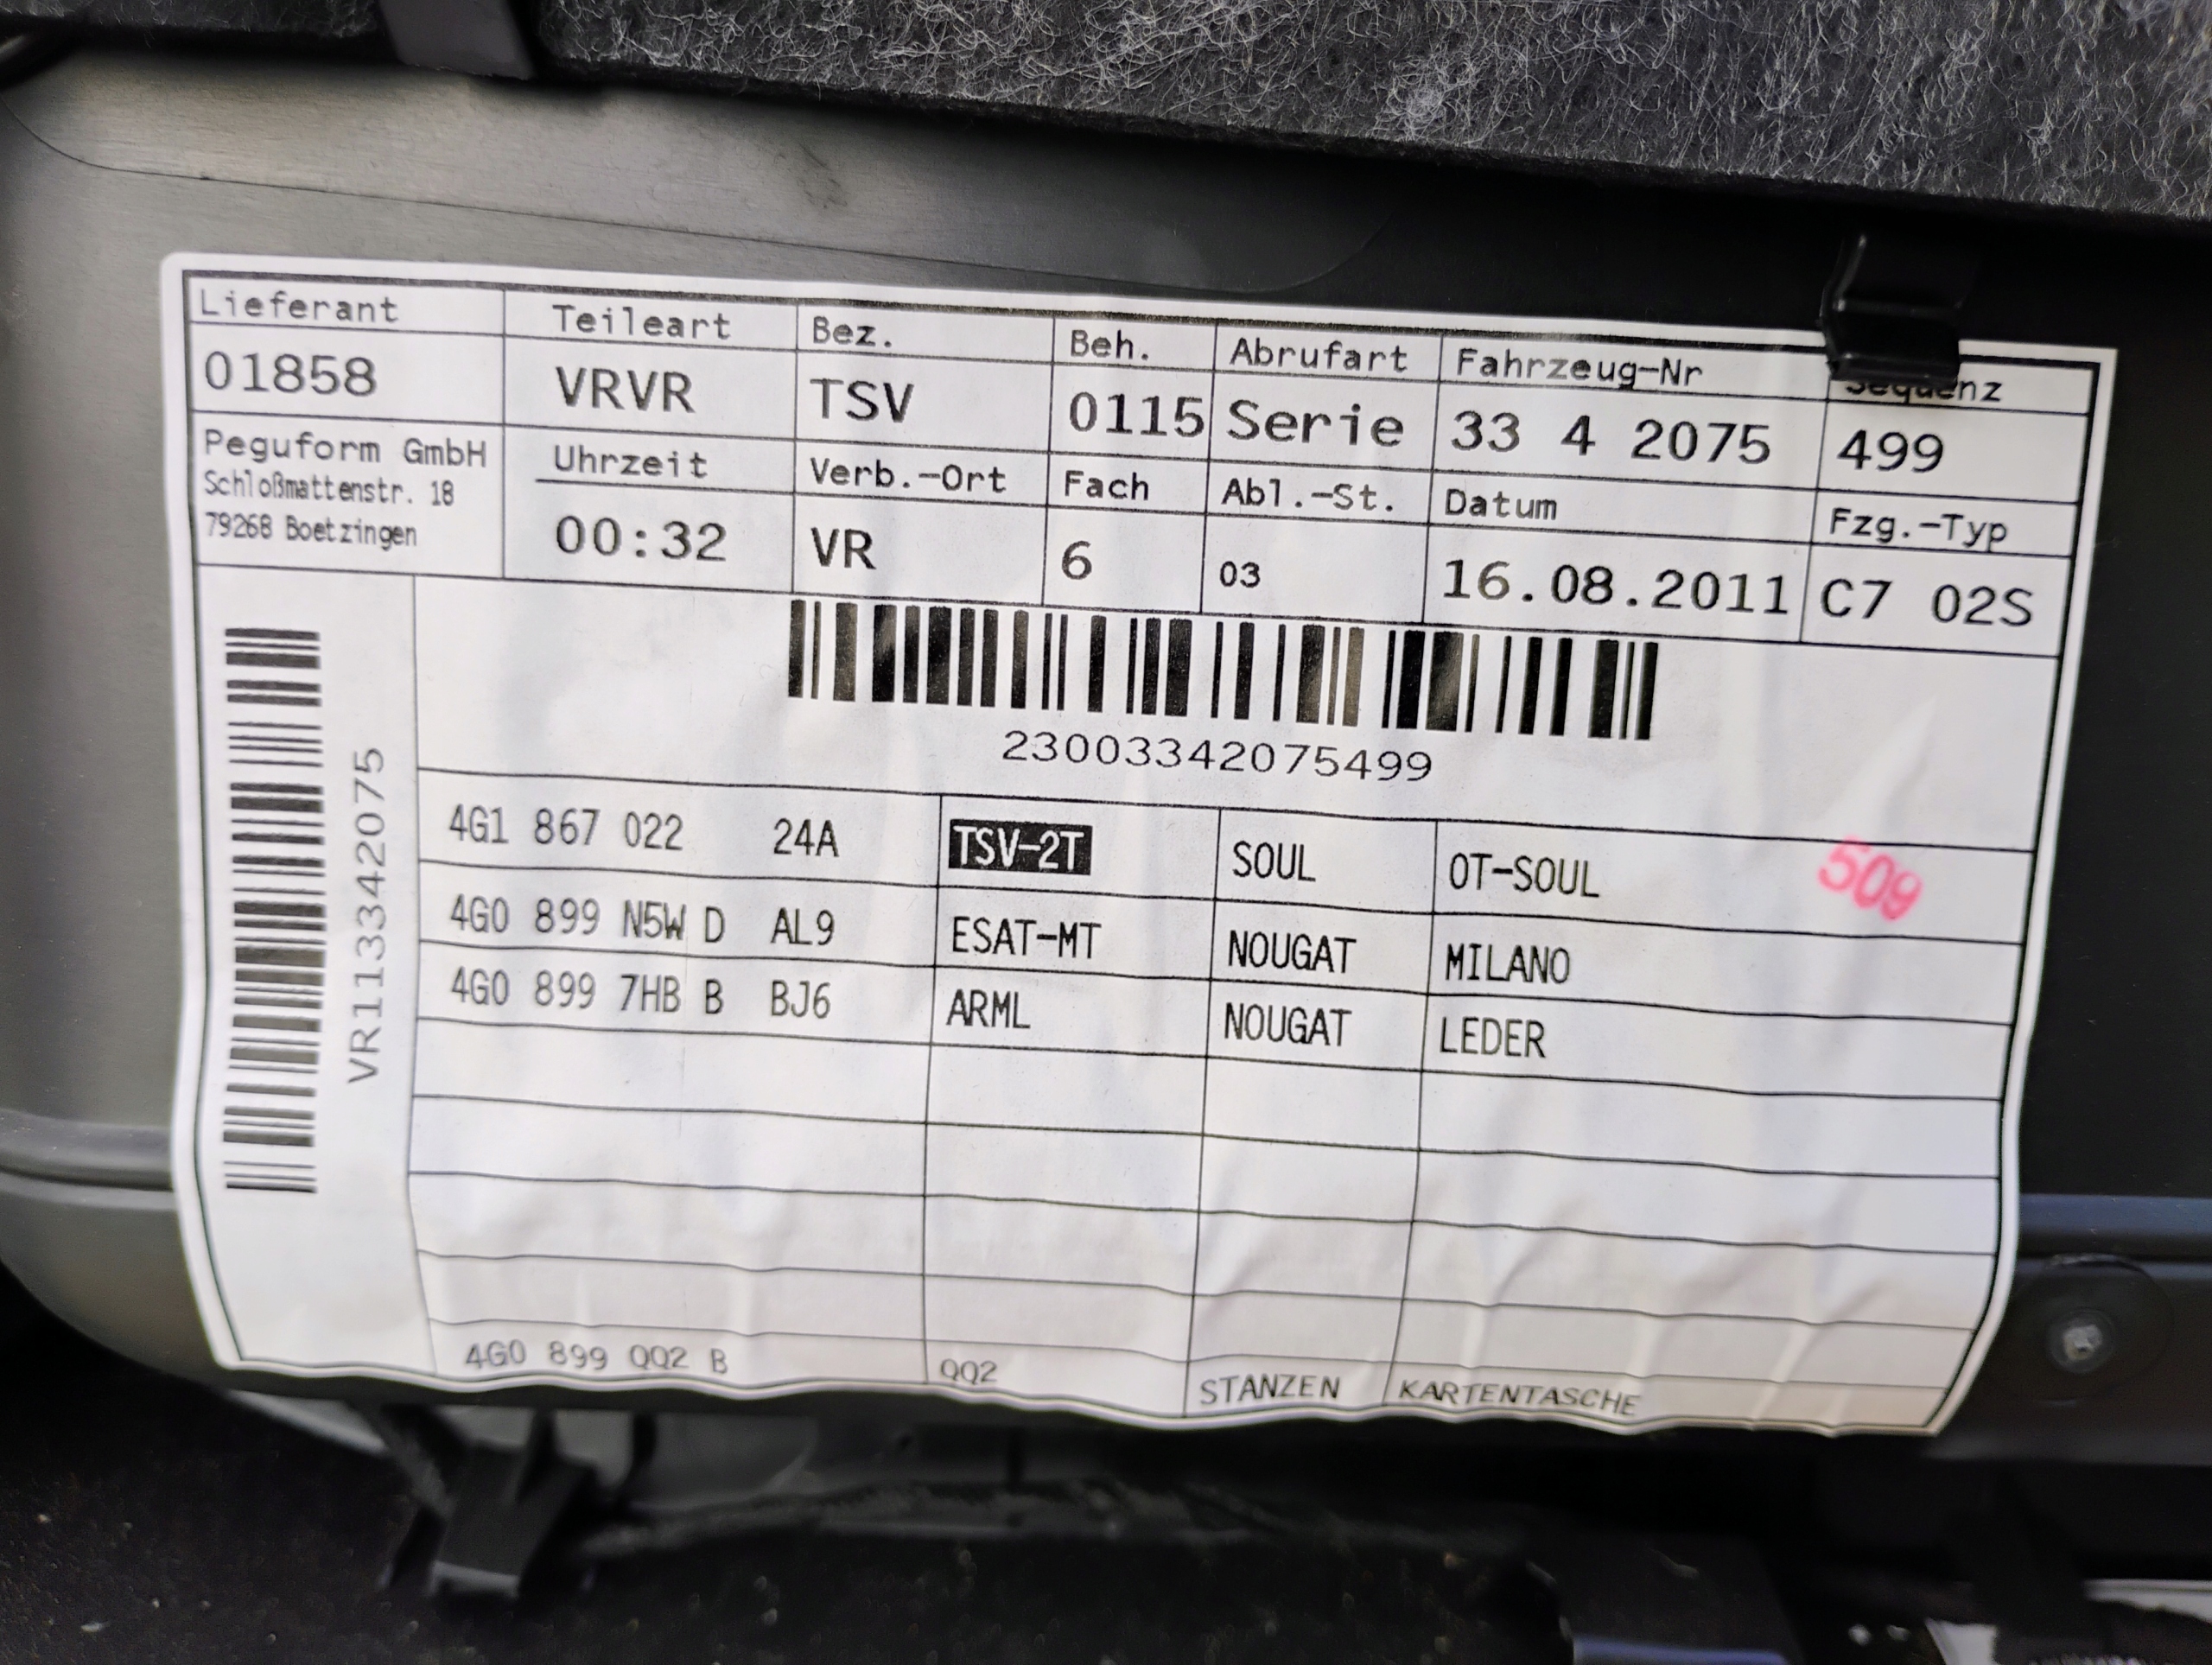 Lieferant Teileart Bez. Beh. Abrufart Fahrzeug-Nr Sequenz
01858 VRVR TSV 0115 Serie 33 4 2075 499
Peguform GmbH
Schloßmattenstr. 18
79268 Boetzingen
Uhrzeit Verb.-Ort Fach Abl.-St. Datum Fzg.-Typ
00:32 VR 6 03 16.08.2011 C7 02S
23003342075499
VR113342075
4G1 867 022 24A TSV-2T SOUL OT-SOUL
509
4G0 899 N5W D AL9 ESAT-MT NOUGAT MILANO
4G0 899 7HB B BJ6 ARML NOUGAT LEDER
4G0 899 QQ2 B QQ2 STANZEN KARTENTASCHE